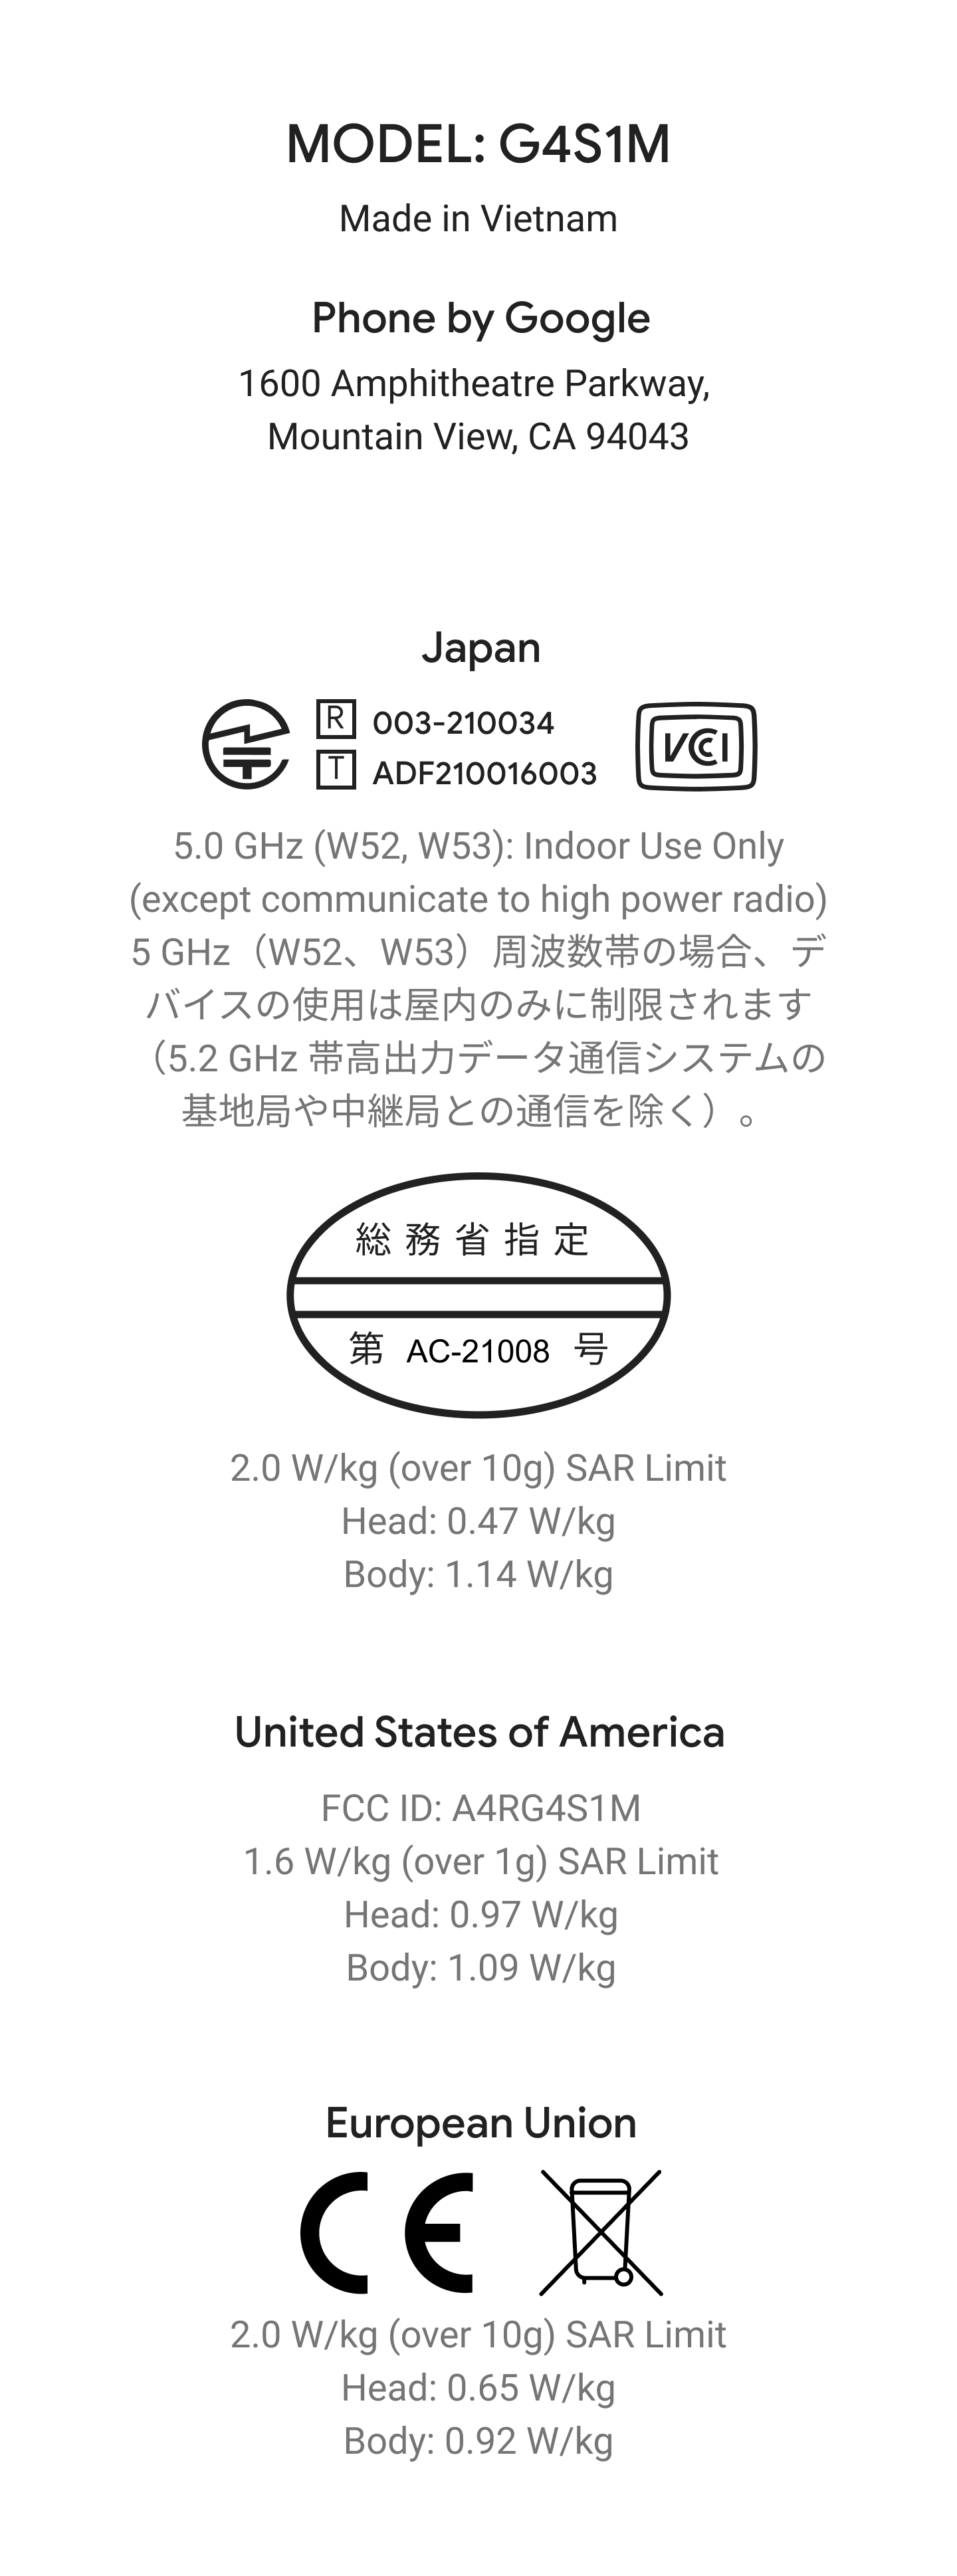 MODEL: G4S1M
Made in Vietnam
Phone by Google
1600 Amphitheatre Parkway,
Mountain View, CA 94043
Japan
R 003-210034
T ADF210016003
VCI
5.0 GHz (W52, W53): Indoor Use Only
(except communicate to high power radio)
5 GHz（W52、W53）周波数帯の場合、デ
バイスの使用は屋内のみに制限されます
（5.2 GHz 帯高出力データ通信システムの
基地局や中継局との通信を除く）。
総務省指定
第 AC-21008 号
2.0 W/kg (over 10g) SAR Limit
Head: 0.47 W/kg
Body: 1.14 W/kg
United States of America
FCC ID: A4RG4S1M
1.6 W/kg (over 1g) SAR Limit
Head: 0.97 W/kg
Body: 1.09 W/kg
European Union
CE
2.0 W/kg (over 10g) SAR Limit
Head: 0.65 W/kg
Body: 0.92 W/kg